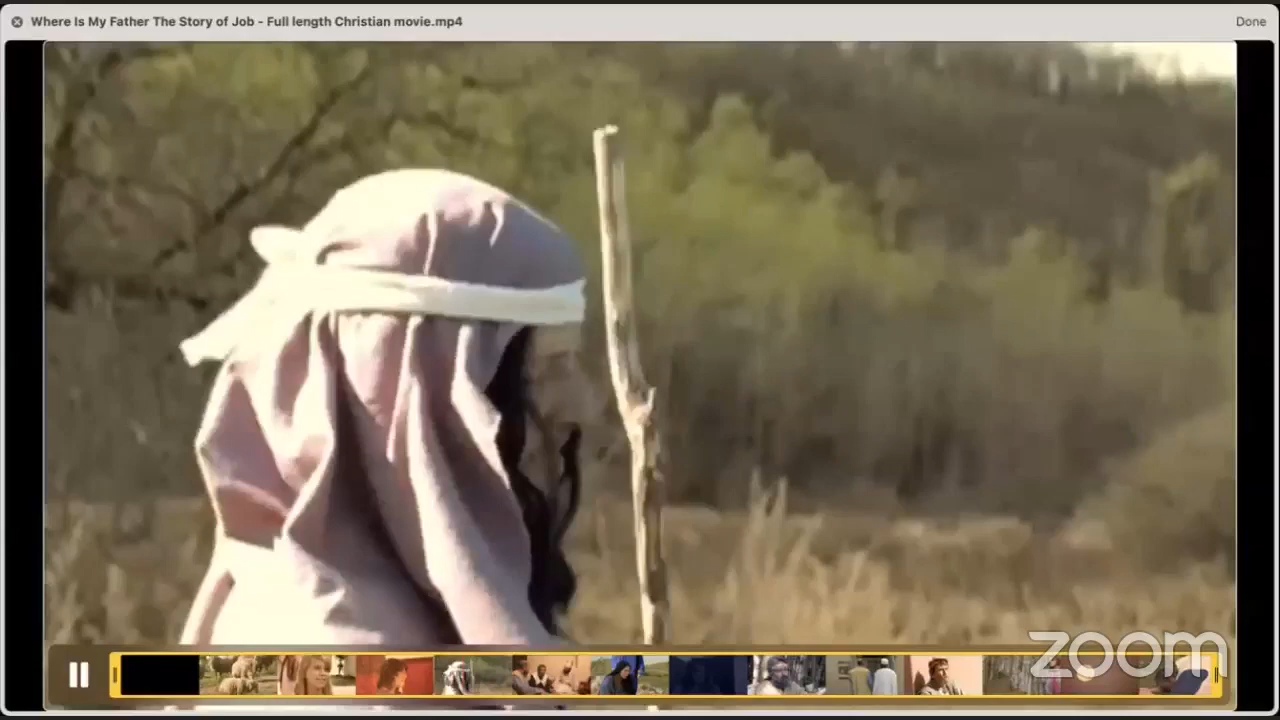 Where Is My Father The Story of Job - Full length Christian movie.mp4
Done
zoom